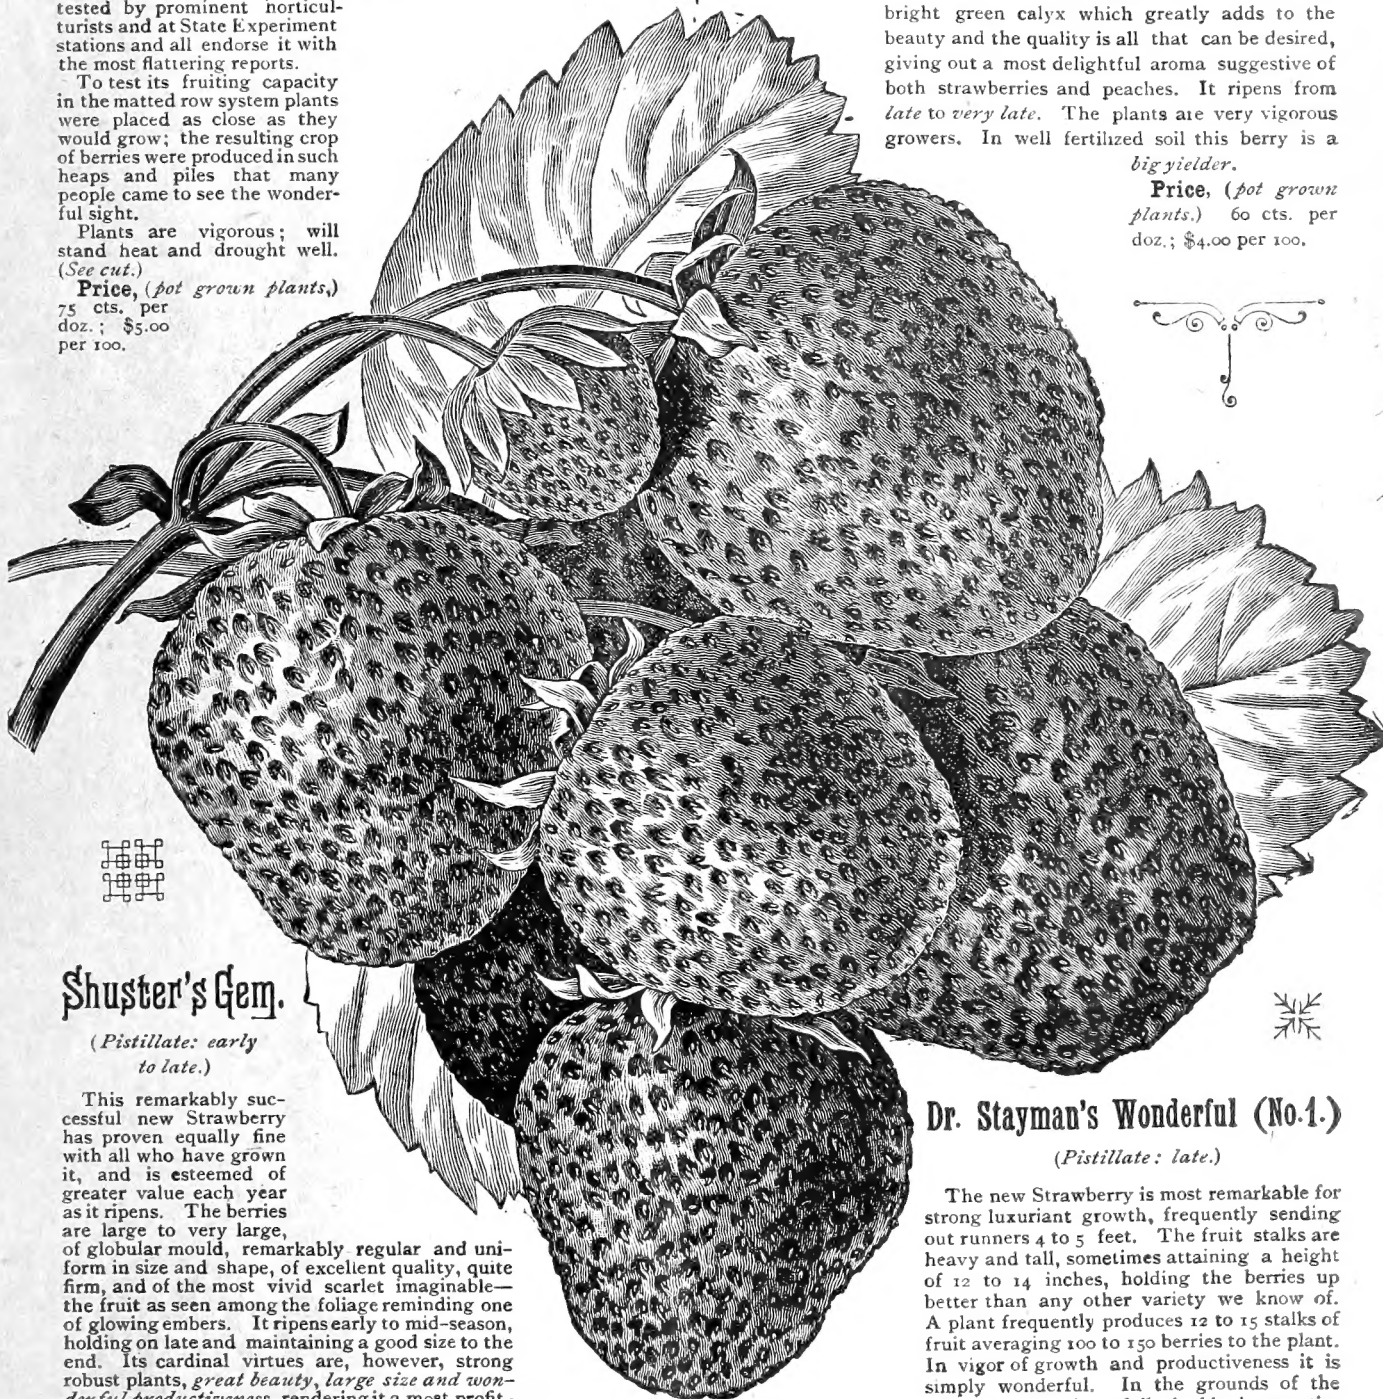 tested by prominent horticul-
turists and at State Experiment
stations and all endorse it with
the most flattering reports.
To test its fruiting capacity
in the matted row system plants
were placed as close as they
would grow; the resulting crop
of berries were produced in such
heaps and piles that many
people came to see the wonder-
ful sight.
Plants are vigorous; will
stand heat and drought well.
(See cut.)
Price, (pot grown plants,)
75 cts. per
doz.; $5.00
per 100.
bright green calyx which greatly adds to the
beauty and the quality is all that can be desired,
giving out a most delightful aroma suggestive of
both strawberries and peaches. It ripens from
late to very late. The plants are very vigorous
growers. In well fertilized soil this berry is a
big yielder.
Price, (pot grown
plants.) 60 cts. per
doz.; $4.00 per 100.
Shuster's Gem.
(Pistillate: early
to late.)
This remarkably suc-
cessful new Strawberry
has proven equally fine
with all who have grown
it, and is esteemed of
greater value each year
as it ripens. The berries
are large to very large,
of globular mould, remarkably regular and uni-
form in size and shape, of excellent quality, quite
firm, and of the most vivid scarlet imaginable—
the fruit as seen among the foliage reminding one
of glowing embers. It ripens early to mid-season,
holding on late and maintaining a good size to the
end. Its cardinal virtues are, however, strong
robust plants, great beauty, large size and won-
derful productiveness, rendering it a most profit-
Dr. Stayman's Wonderful (No. 1.)
(Pistillate: late.)
The new Strawberry is most remarkable for
strong luxuriant growth, frequently sending
out runners 4 to 5 feet. The fruit stalks are
heavy and tall, sometimes attaining a height
of 12 to 14 inches, holding the berries up
better than any other variety we know of.
A plant frequently produces 12 to 15 stalks of
fruit averaging 100 to 150 berries to the plant.
In vigor of growth and productiveness it is
simply wonderful. In the grounds of the